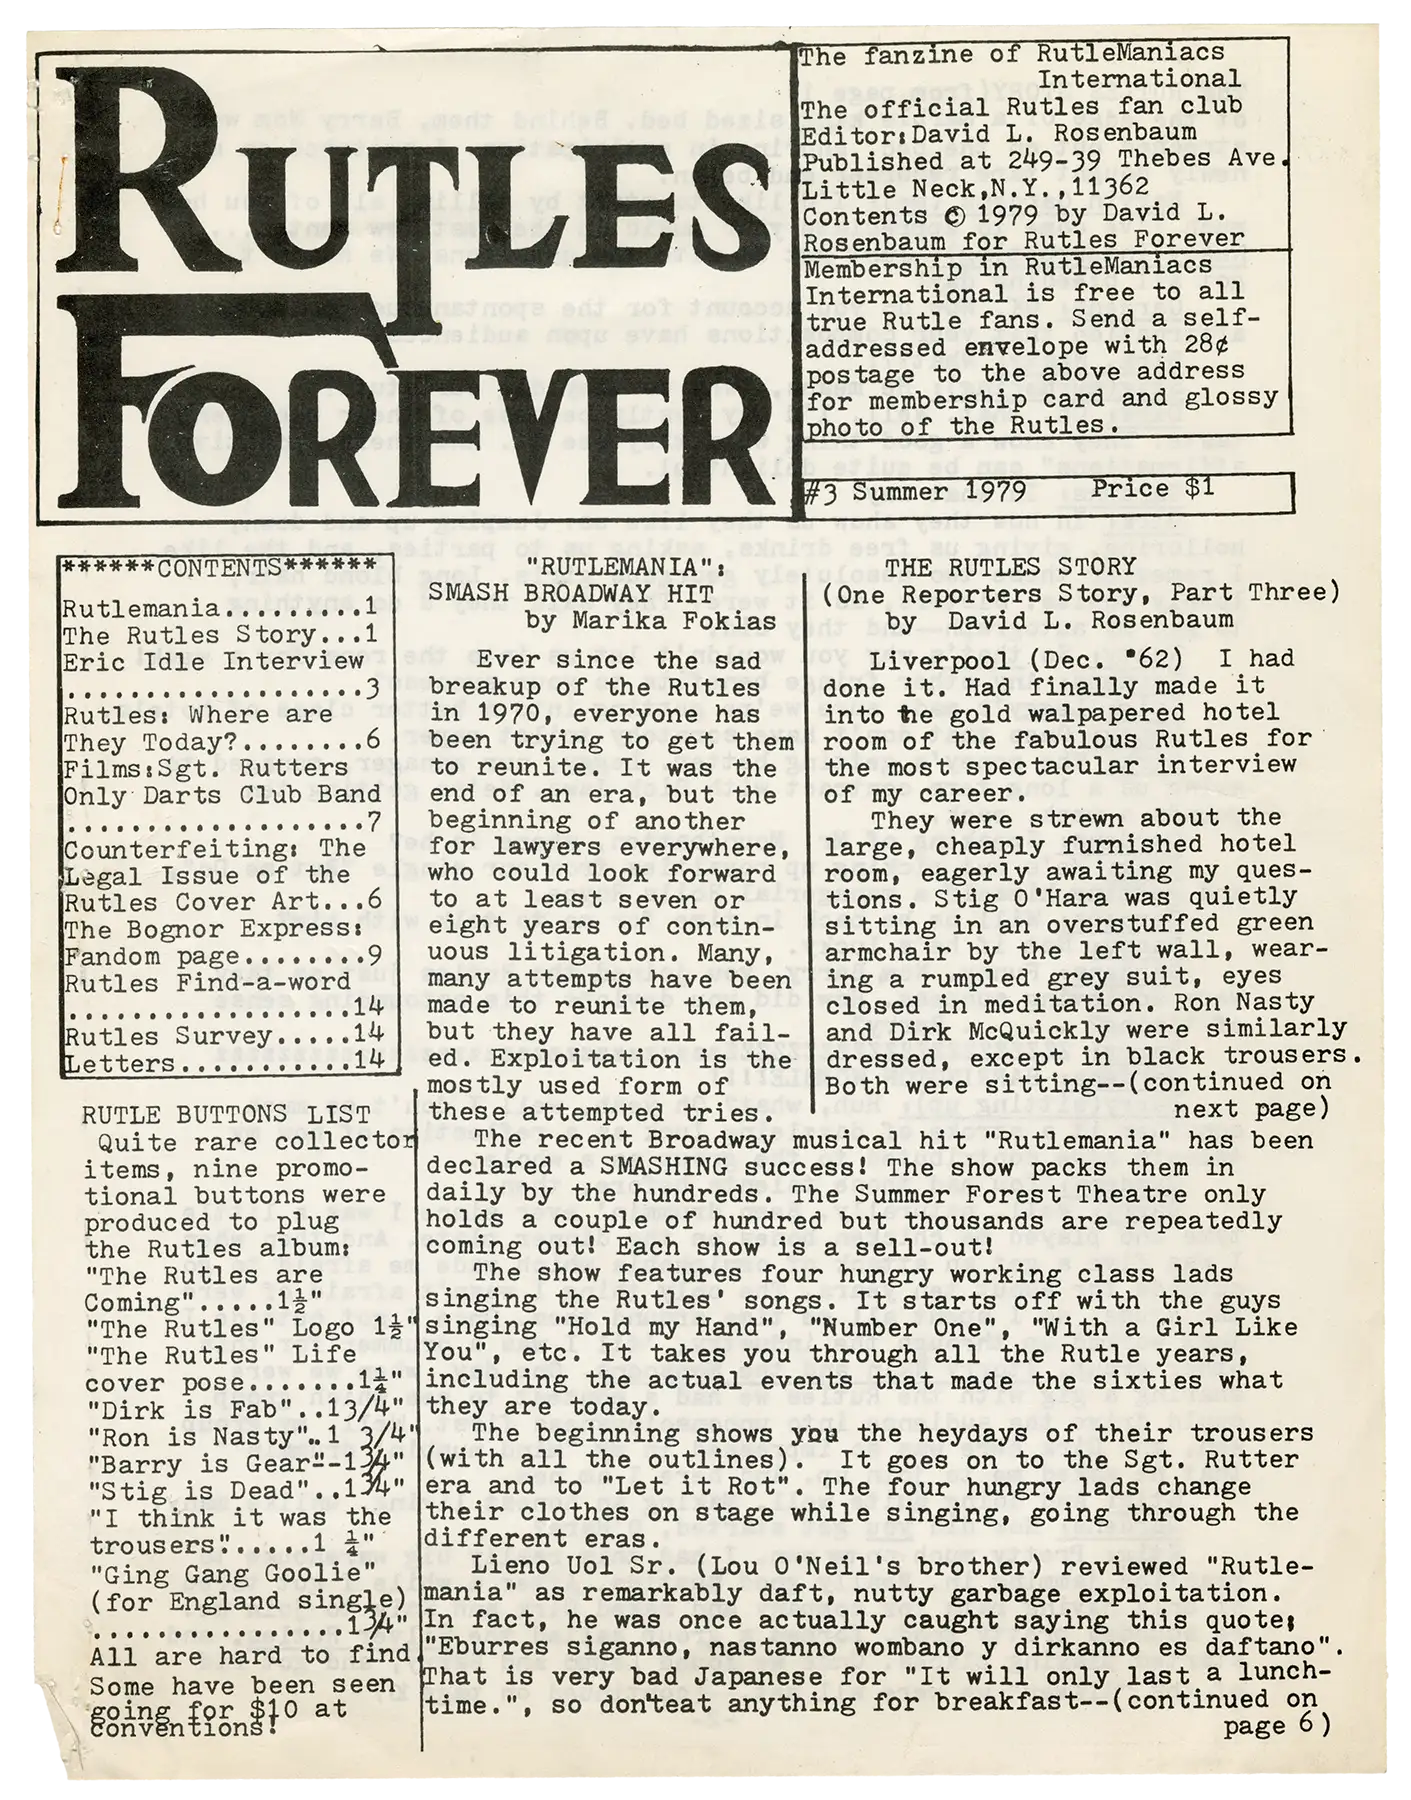 RUTLES
FOREVER
The fanzine of RutleManiacs
International
The official Rutles fan club
Editor:David L. Rosenbaum
Published at 249-39 Thebes Ave.
Little Neck,N.Y.,11362
Contents © 1979 by David L.
Rosenbaum for Rutles Forever
Membership in RutleManiacs
International is free to all
true Rutle fans. Send a self-
addressed envelope with 28¢
postage to the above address
for membership card and glossy
photo of the Rutles.
#3 Summer 1979    Price $1
******CONTENTS******
Rutlemania.........1
The Rutles Story...1
Eric Idle Interview
...................3
Rutles: Where are
They Today?........6
Films:Sgt. Rutters
Only Darts Club Band
...................7
Counterfeiting: The
Legal Issue of the
Rutles Cover Art...6
The Bognor Express:
Fandom page........9
Rutles Find-a-word
..................14
Rutles Survey.....14
Letters...........14
RUTLE BUTTONS LIST
Quite rare collector
items, nine promo-
tional buttons were
produced to plug
the Rutles album:
"The Rutles are
Coming".....1½"
"The Rutles" Logo 1½"
"The Rutles" Life
cover pose.......1¼"
"Dirk is Fab"..13/4"
"Ron is Nasty"..1 3/4"
"Barry is Gear"--13/4"
"Stig is Dead"..13/4"
"I think it was the
trousers".....1 ¼"
"Ging Gang Goolie"
(for England single)
................13/4"
All are hard to find.
Some have been seen
going for $10 at
conventions!
"RUTLEMANIA":
SMASH BROADWAY HIT
by Marika Fokias
Ever since the sad
breakup of the Rutles
in 1970, everyone has
been trying to get them
to reunite. It was the
end of an era, but the
beginning of another
for lawyers everywhere,
who could look forward
to at least seven or
eight years of contin-
uous litigation. Many,
many attempts have been
made to reunite them,
but they have all fail-
ed. Exploitation is the
mostly used form of
these attempted tries.
The recent Broadway musical hit "Rutlemania" has been
declared a SMASHING success! The show packs them in
daily by the hundreds. The Summer Forest Theatre only
holds a couple of hundred but thousands are repeatedly
coming out! Each show is a sell-out!
The show features four hungry working class lads
singing the Rutles' songs. It starts off with the guys
singing "Hold my Hand", "Number One", "With a Girl Like
You", etc. It takes you through all the Rutle years,
including the actual events that made the sixties what
they are today.
The beginning shows you the heydays of their trousers
(with all the outlines). It goes on to the Sgt. Rutter
era and to "Let it Rot". The four hungry lads change
their clothes on stage while singing, going through the
different eras.
Lieno Uol Sr. (Lou O'Neil's brother) reviewed "Rutle-
mania" as remarkably daft, nutty garbage exploitation.
In fact, he was once actually caught saying this quote;
"Eburres siganno, nastanno wombano y dirkanno es daftano".
That is very bad Japanese for "It will only last a lunch-
time.", so don'teat anything for breakfast--(continued on
page 6)
THE RUTLES STORY
(One Reporters Story, Part Three)
by David L. Rosenbaum
Liverpool (Dec. '62) I had
done it. Had finally made it
into the gold walpapered hotel
room of the fabulous Rutles for
the most spectacular interview
of my career.
They were strewn about the
large, cheaply furnished hotel
room, eagerly awaiting my ques-
tions. Stig O'Hara was quietly
sitting in an overstuffed green
armchair by the left wall, wear-
ing a rumpled grey suit, eyes
closed in meditation. Ron Nasty
and Dirk McQuickly were similarly
dressed, except in black trousers.
Both were sitting--(continued on
next page)